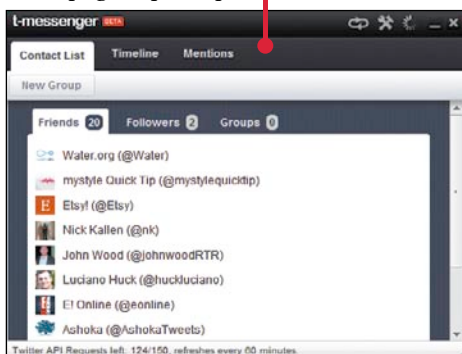 t-messenger BETA
Contact List Timeline Mentions
New Group
Friends 20 Followers 2 Groups 0
Water.org (@Water)
mystyle Quick Tip (@mystylequicktip)
E Etsy! (@Etsy)
Nick Kallen (@nk)
John Wood (@johnwoodRTR)
Luciano Huck (@huckluciano)
E! Online (@eonline)
Ashoka (@AshokaTweets)
Twitter API Requests left: 124/150, refreshes every 60 minutes.